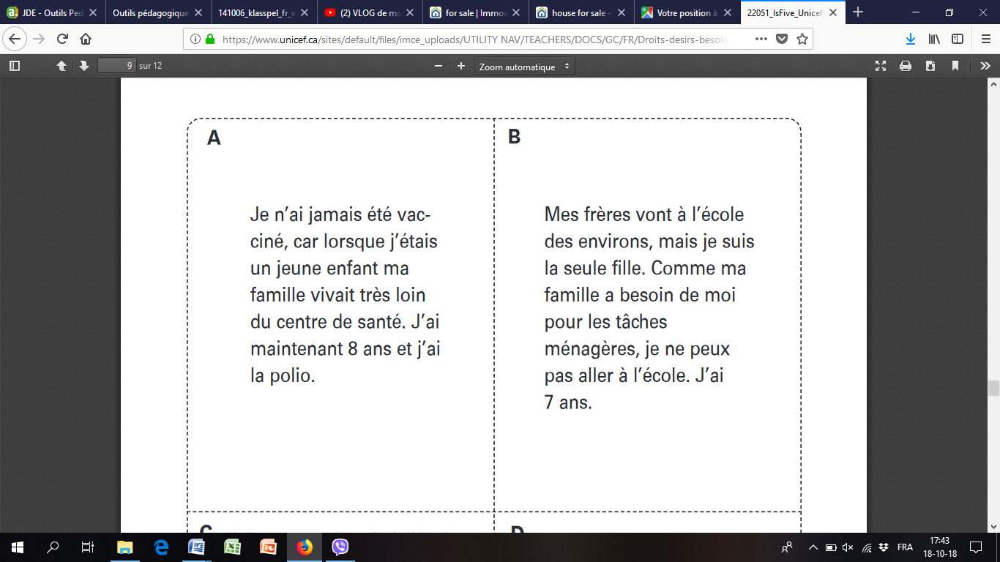 JDE - Outils Ped
Outils pédagogique
141006_klasspel_fr_w
(2) VLOG de mo
for sale | Immow
house for sale -
Votre position à
22051_IsFive_Unicef
https://www.unicef.ca/sites/default/files/imce_uploads/UTILITY NAV/TEACHERS/DOCS/GC/FR/Droits-desirs-besoin
9 sur 12
Zoom automatique
A
Je n'ai jamais été vac-
ciné, car lorsque j'étais
un jeune enfant ma
famille vivait très loin
du centre de santé. J'ai
maintenant 8 ans et j'ai
la polio.
B
Mes frères vont à l'école
des environs, mais je suis
la seule fille. Comme ma
famille a besoin de moi
pour les tâches
ménagères, je ne peux
pas aller à l'école. J'ai
7 ans.
C
D
FRA
17:43
18-10-18